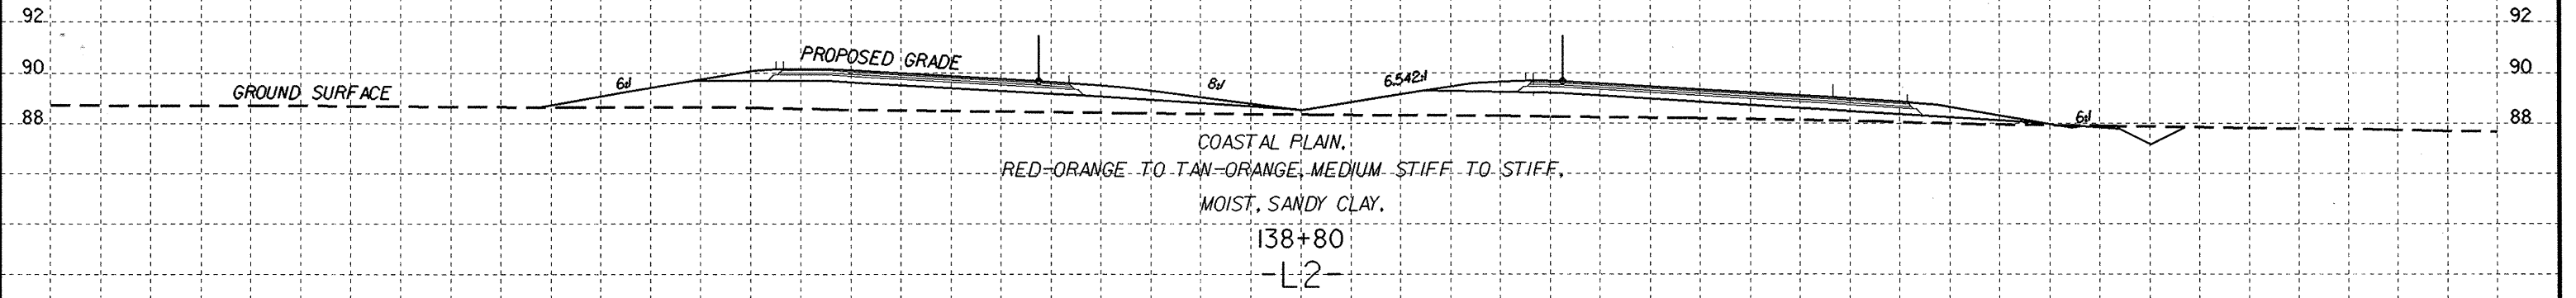 92 92
PROPOSED GRADE
90 6:1 8:1 6.542:1 90
GROUND SURFACE
88 6:1 88
COASTAL PLAIN,
RED-ORANGE TO TAN-ORANGE, MEDIUM STIFF TO STIFF,
MOIST, SANDY CLAY.
138+80
-L2-